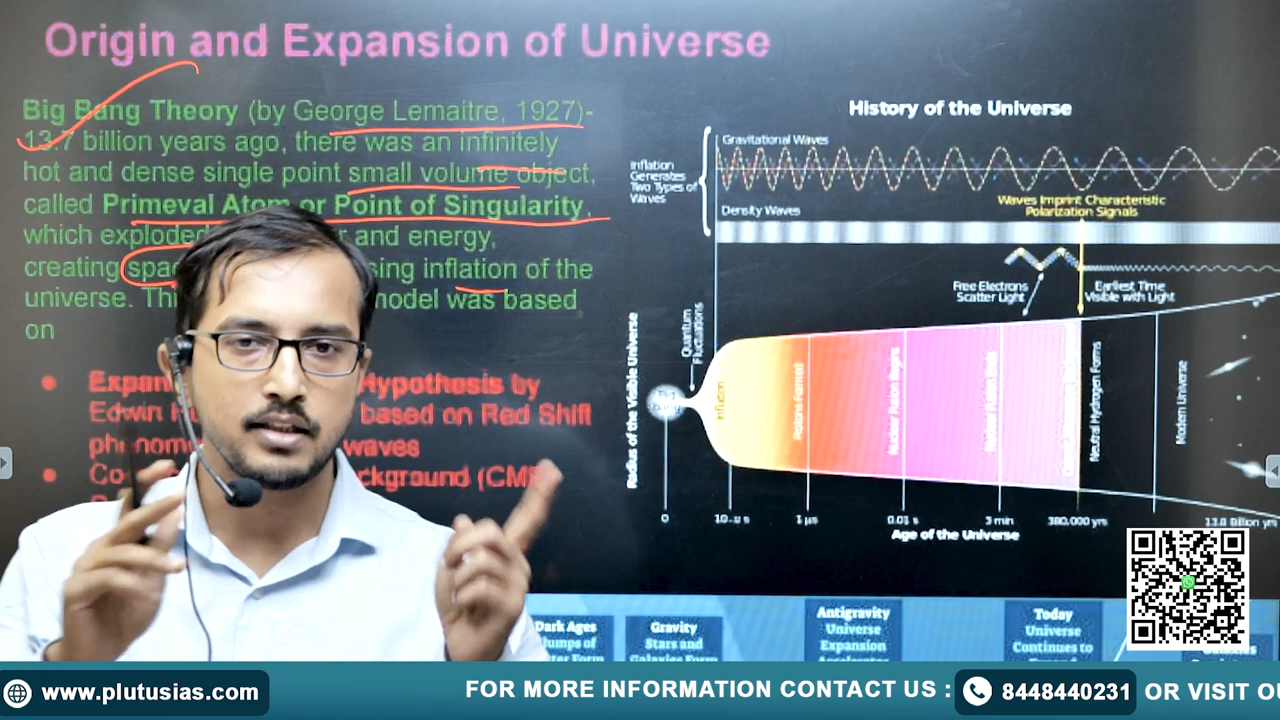 Origin and Expansion of Universe
Big Bang Theory (by George Lemaitre, 1927)-
13.7 billion years ago, there was an infinitely
hot and dense single point small volume object,
called Primeval Atom or Point of Singularity,
which exploded and energy,
creating inflation of the
universe. model was based
on
Hypothesis by
Edwin based on Red Shift
waves
History of the Universe
Inflation
Generates
Two Types of
Waves
Gravitational Waves
Density Waves
Waves Imprint Characteristic
Polarization Signals
Free Electrons
Scatter Light
Earliest Time
Visible with Light
Radius of the Visible Universe
Quantum
Fluctuations
Inflation
Protons Formed
Neutral Hydrogen Forms
Modern Universe
0
1 µs
0.01 s
3 min
380,000 yrs
13.8 Billion yrs
Age of the Universe
Dark Ages
Gravity
Stars and
Galaxies Form
Antigravity
Universe
Expansion
Accelerates
Today
Universe
Continues to
www.plutusias.com
FOR MORE INFORMATION CONTACT US :
8448440231
OR VISIT